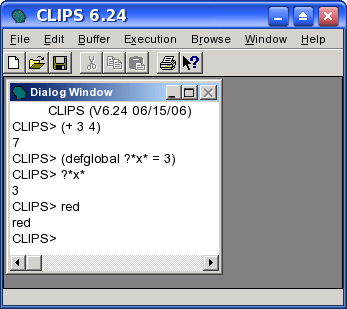 CLIPS 6.24
File Edit Buffer Execution Browse Window Help
Dialog Window
CLIPS (V6.24 06/15/06)
CLIPS> (+ 3 4)
7
CLIPS> (defglobal ?*x* = 3)
CLIPS> ?*x*
3
CLIPS> red
red
CLIPS>